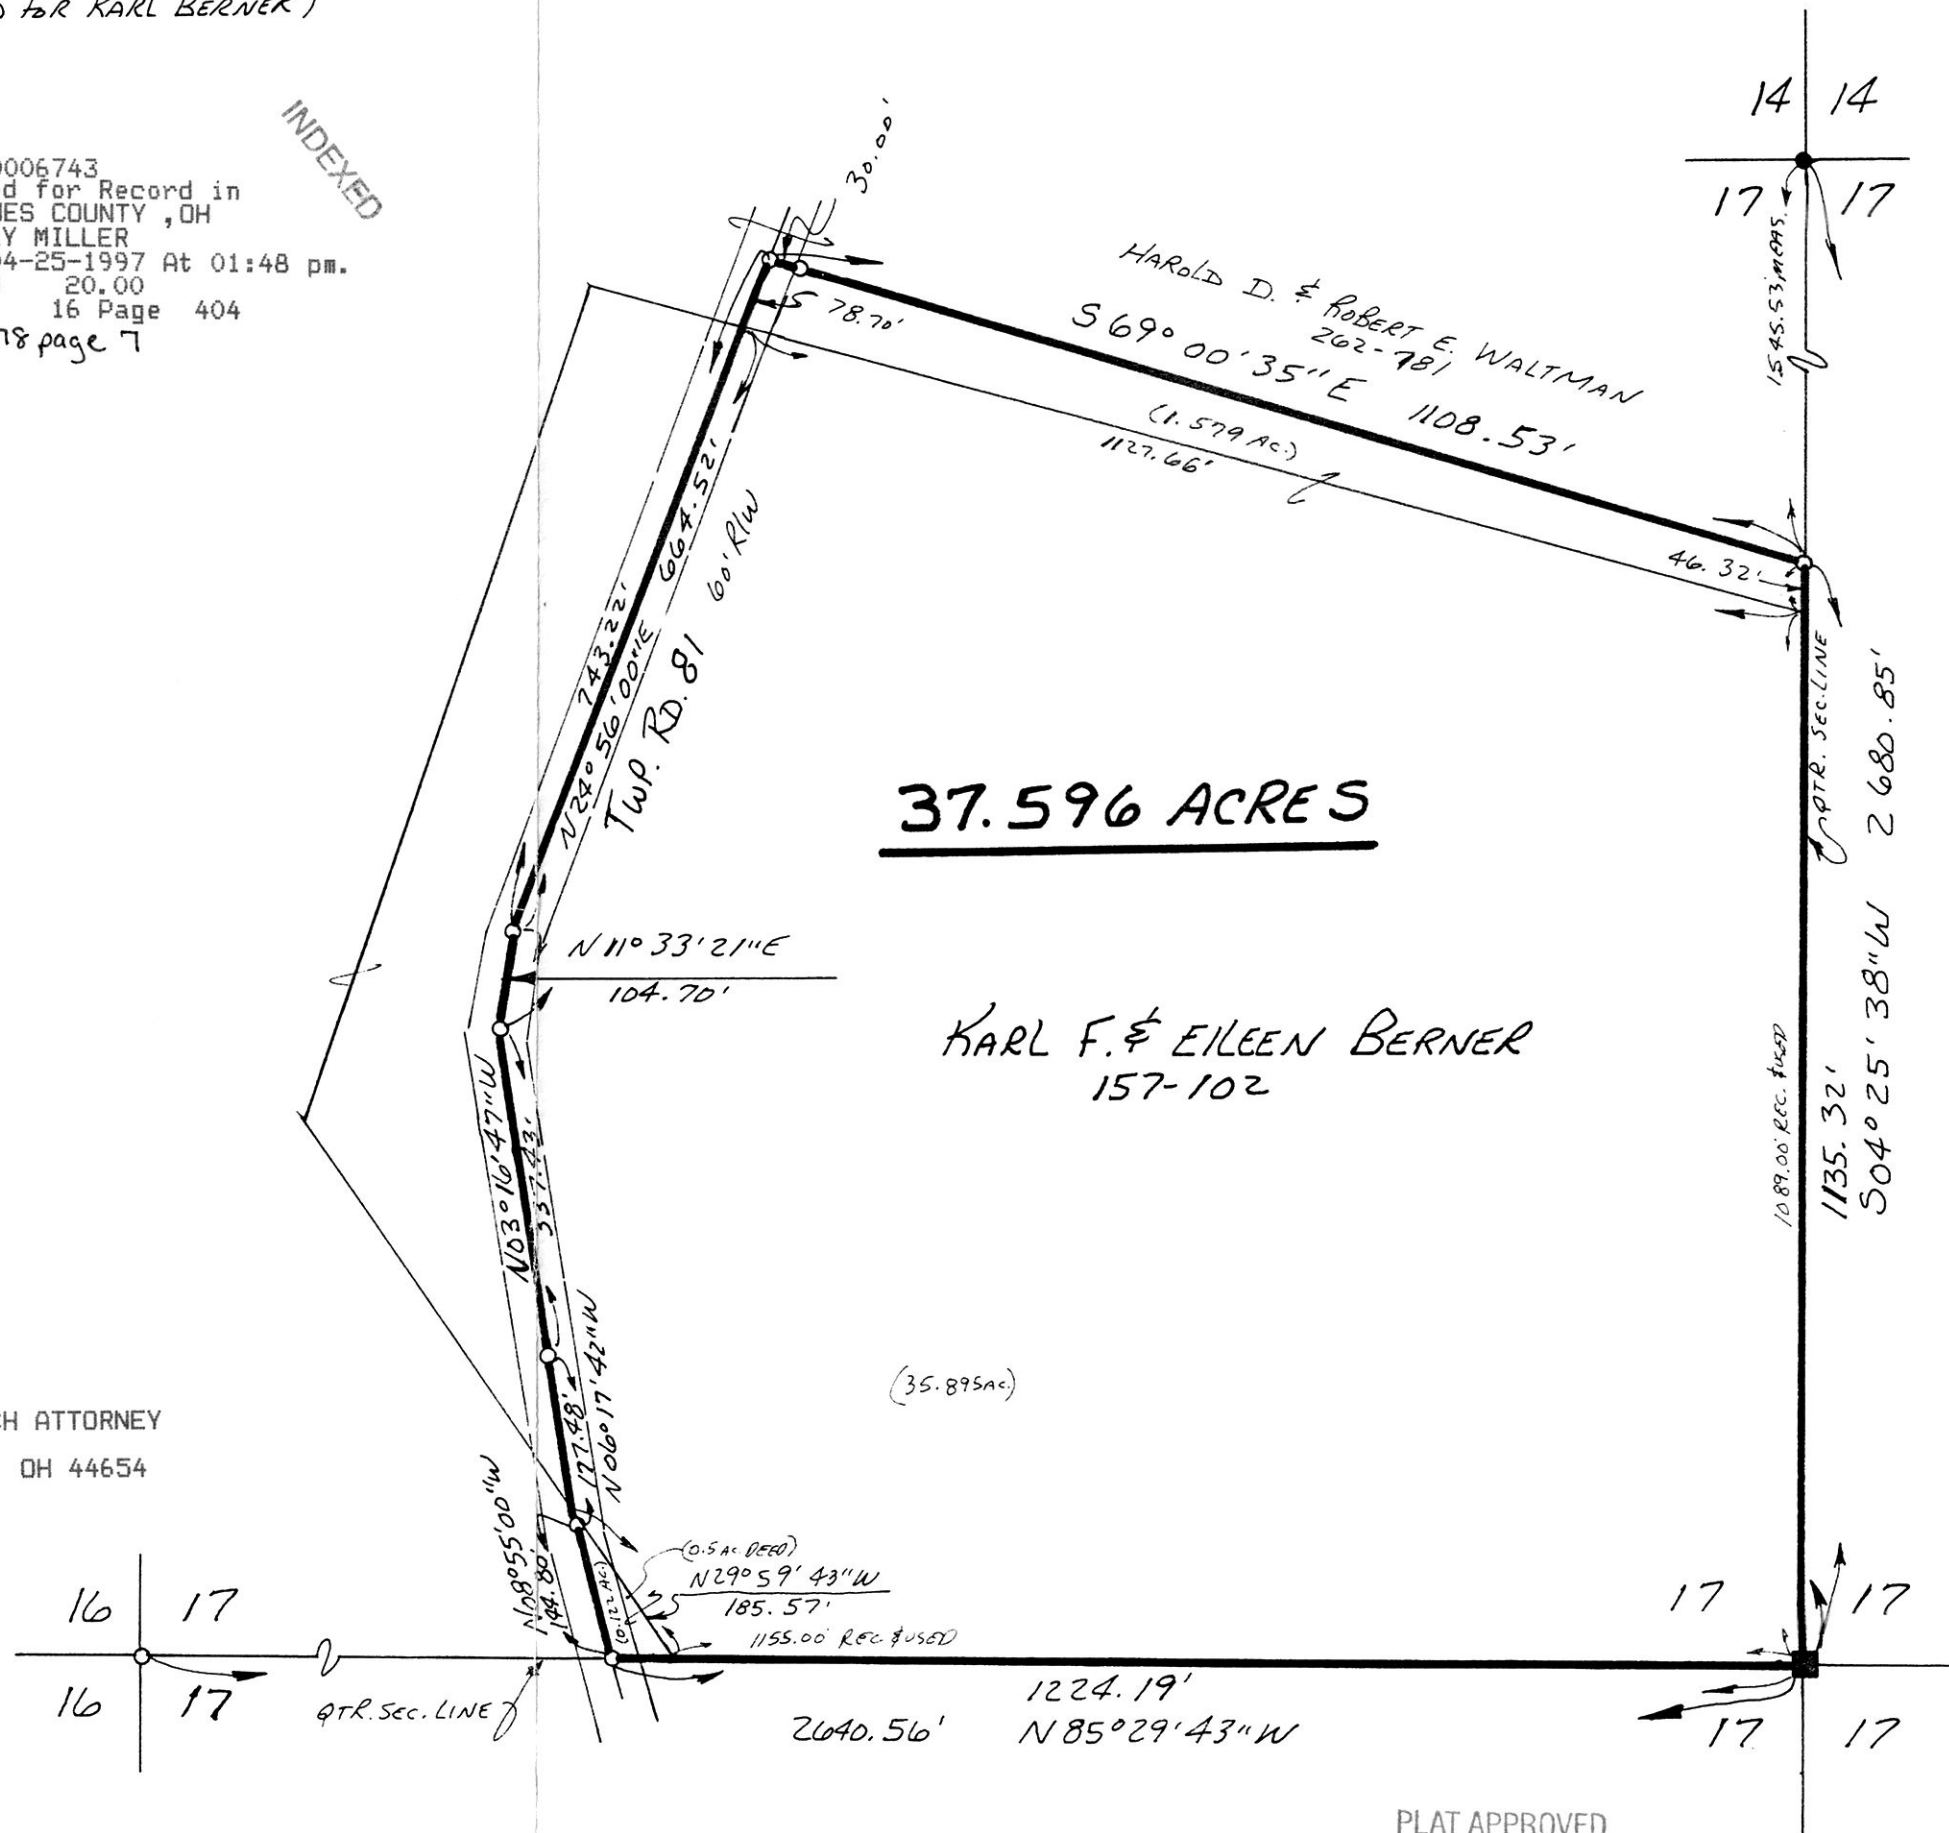 FOR KARL BERNER)
INDEXED
0006743
d for Record in
ES COUNTY ,OH
Y MILLER
04-25-1997 At 01:48 pm.
20.00
16 Page 404
78 page 7
30.00'
14 14
17 17
1545.53' MEAS.
HAROLD D. & ROBERT E. WALTMAN
262-781
S 69° 00' 35" E 1108.53'
78.70'
(1.579 AC.)
1127.66'
46.32'
743.22'
664.52'
N24° 56' 00" E
TWP. RD. 81 60' R/W
QTR. SEC. LINE
37.596 ACRES
N 11° 33' 21" E
104.70'
KARL F. & EILEEN BERNER
157-102
1089.00' REC. & USED
1135.32'
S04° 25' 38" W 2680.85'
N03° 16' 47" W
127.48'
N06° 17' 42" W
(35.895 AC.)
CH ATTORNEY
OH 44654
N08° 55' 00" W
144.80'
(0.122 AC.)
(0.5 AC. DEED)
N29° 59' 43" W
185.57'
1155.00' REC. & USED
16 17
16 17
17 17
17 17
QTR. SEC. LINE
1224.19'
2640.56' N 85° 29' 43" W
PLAT APPROVED